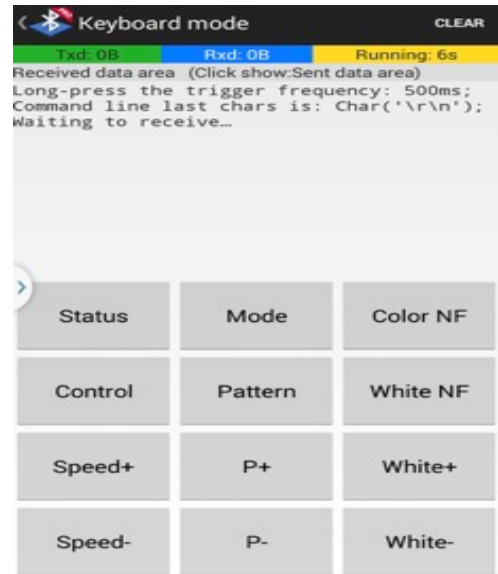 Keyboard mode CLEAR
Txd: 0B Rxd: 0B Running: 6s
Received data area (Click show:Sent data area)
Long-press the trigger frequency: 500ms;
Command line last chars is: Char('\r\n');
Waiting to receive…
Status Mode Color NF
Control Pattern White NF
Speed+ P+ White+
Speed- P- White-